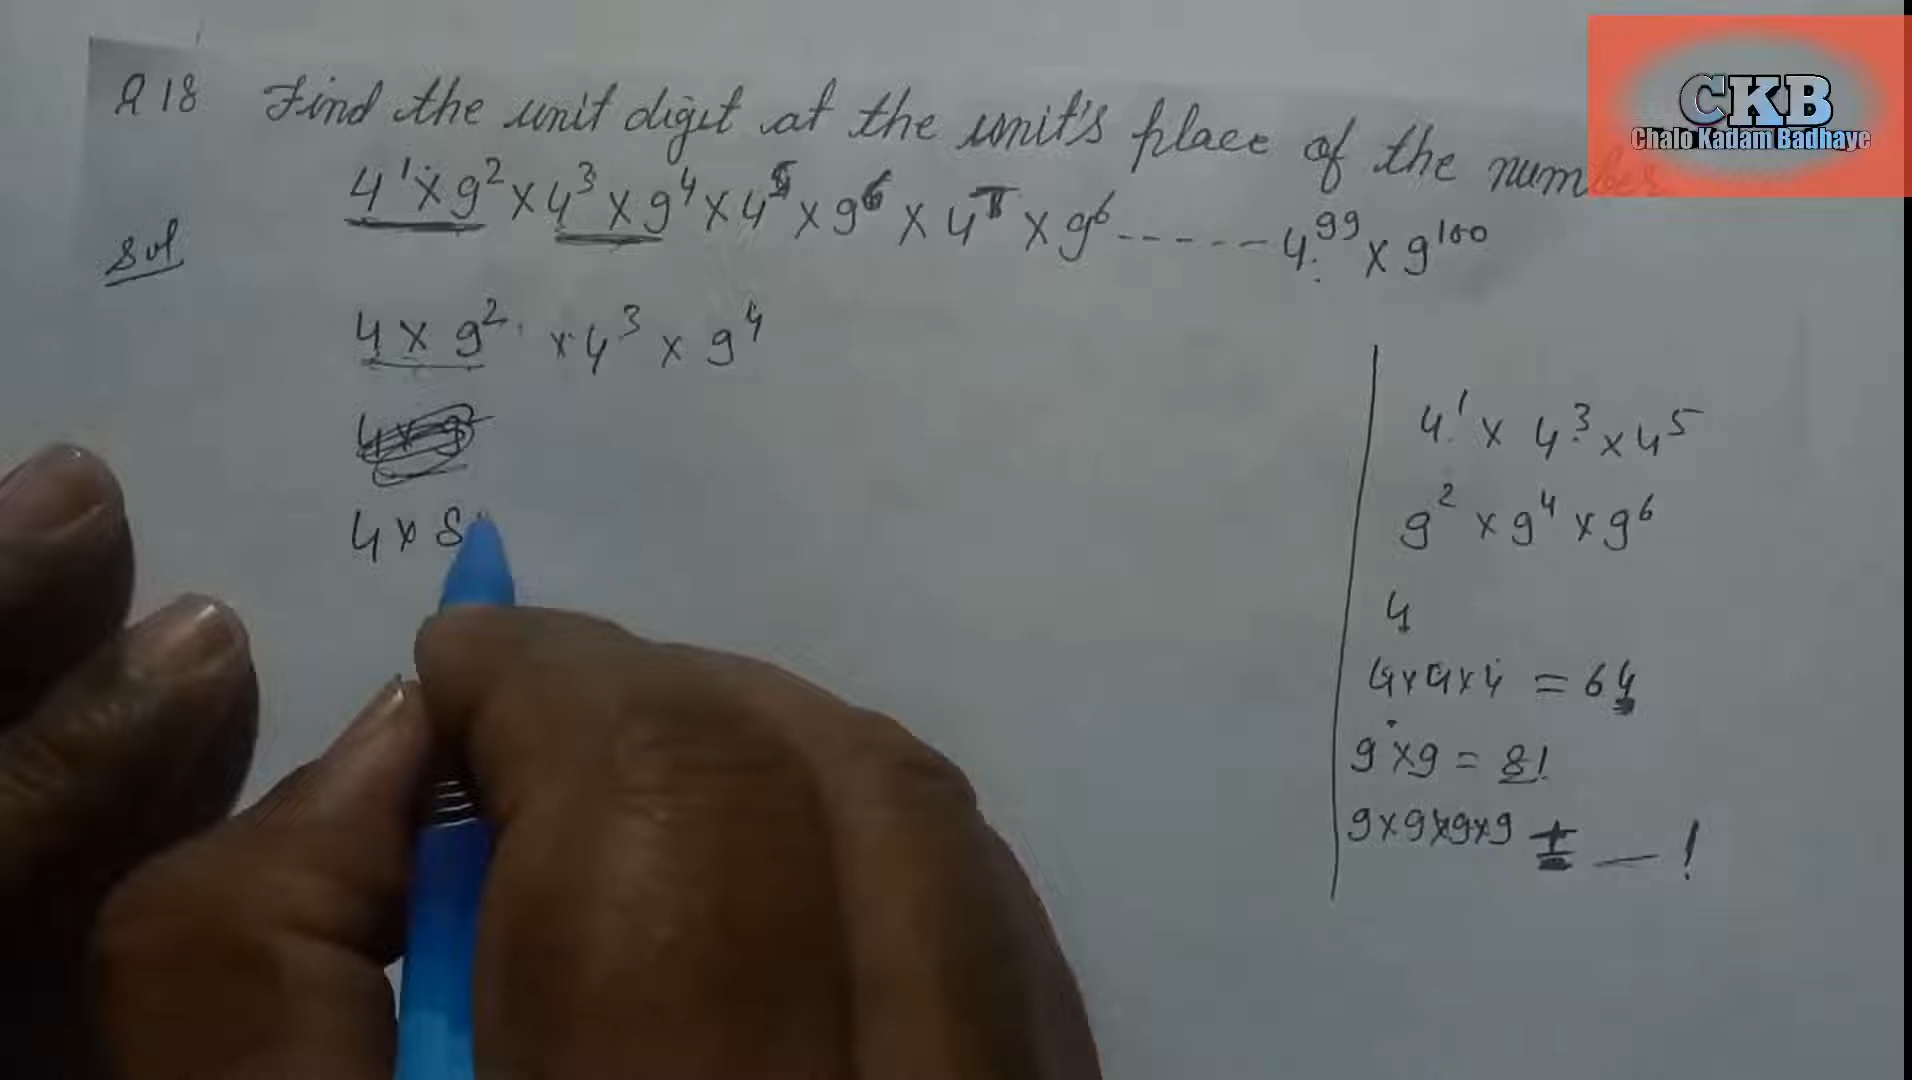 Q 18 Find the unit digit at the unit's place of the number
4¹ × 9² × 4³ × 9⁴ × 4⁵ × 9⁶ × 4⁷ × 9⁶ ------ 4⁹⁹ × 9¹⁰⁰
Sol
4 × 9² × 4³ × 9⁴
4 × 8
4¹ × 4³ × 4⁵
9² × 9⁴ × 9⁶
4
4×4×4 = 64
9×9 = 81
9×9×9×9 = — 1
CKB
Chalo Kadam Badhaye